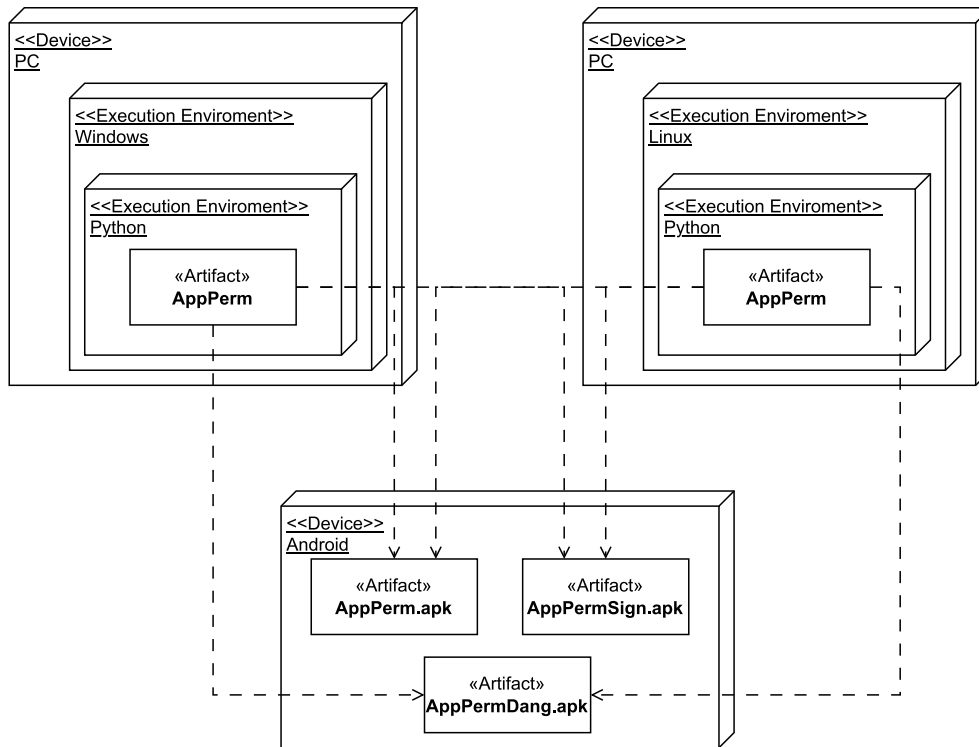 <<Device>>
PC
<<Execution Enviroment>>
Windows
<<Execution Enviroment>>
Python
«Artifact»
AppPerm
<<Device>>
PC
<<Execution Enviroment>>
Linux
<<Execution Enviroment>>
Python
«Artifact»
AppPerm
<<Device>>
Android
«Artifact»
AppPerm.apk
«Artifact»
AppPermSign.apk
«Artifact»
AppPermDang.apk